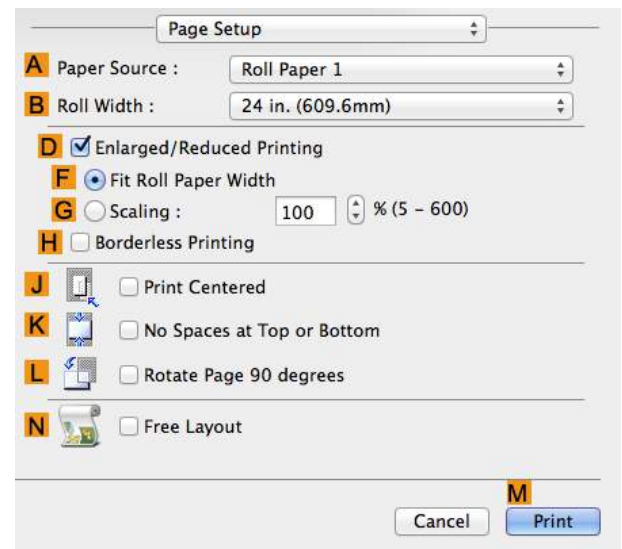 Page Setup
A Paper Source : Roll Paper 1
B Roll Width : 24 in. (609.6mm)
D Enlarged/Reduced Printing
F Fit Roll Paper Width
G Scaling : 100 % (5 - 600)
H Borderless Printing
J Print Centered
K No Spaces at Top or Bottom
L Rotate Page 90 degrees
N Free Layout
M
Cancel Print